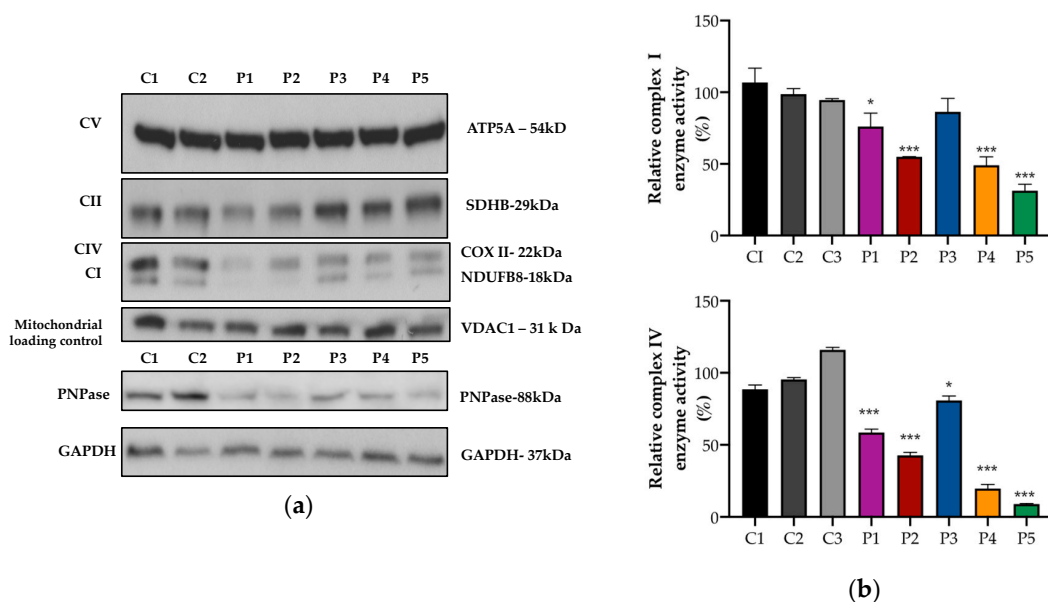 C1 C2 P1 P2 P3 P4 P5
CV
ATP5A – 54kD
CII
SDHB-29kDa
CIV
COX II- 22kDa
CI
NDUFB8-18kDa
Mitochondrial
loading control
VDAC1 – 31 k Da
C1 C2 P1 P2 P3 P4 P5
PNPase
PNPase-88kDa
GAPDH
GAPDH- 37kDa
(a)
Relative complex I
enzyme activity
(%)
150
100
50
0
*
***
***
***
CI C2 C3 P1 P2 P3 P4 P5
Relative complex IV
enzyme activity
(%)
150
100
50
0
***
***
*
***
***
C1 C2 C3 P1 P2 P3 P4 P5
(b)